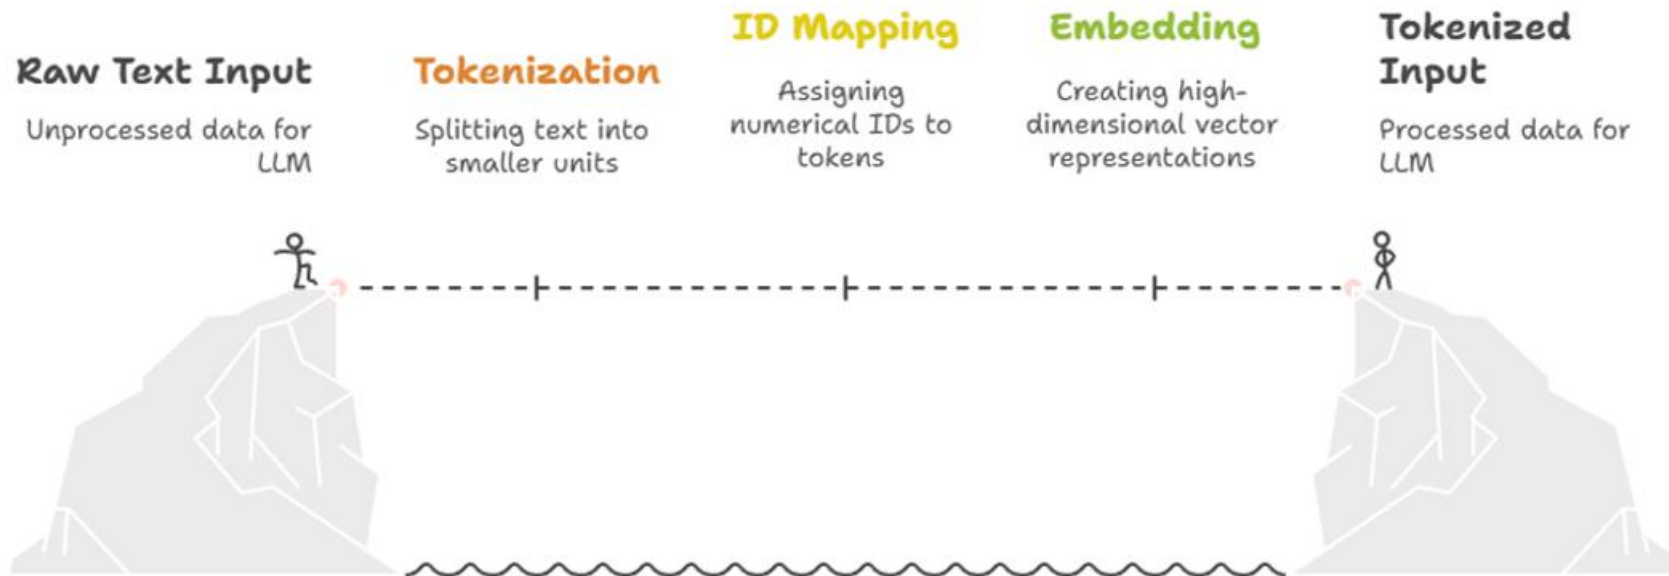 Raw Text Input
Unprocessed data for
LLM
Tokenization
Splitting text into
smaller units
ID Mapping
Assigning
numerical IDs to
tokens
Embedding
Creating high-
dimensional vector
representations
Tokenized
Input
Processed data for
LLM